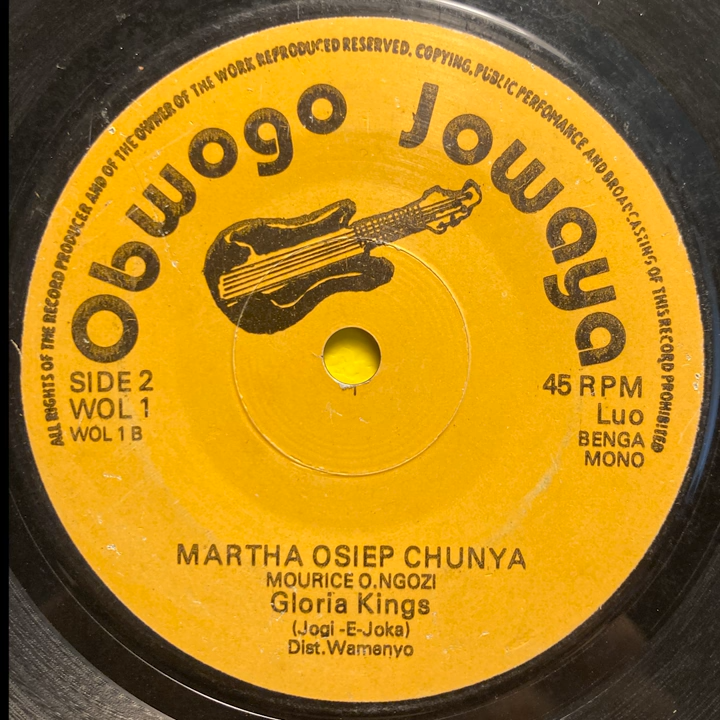 ALL RIGHTS OF THE RECORD PRODUCER AND OF THE OWNER OF THE WORK REPRODUCED RESERVED. COPYING, PUBLIC PERFOMANCE AND BROADCASTING OF THIS RECORD PROHIBITED
Obwogo Jowaya
SIDE 2
WOL 1
WOL 1 B
45 RPM
Luo
BENGA
MONO
MARTHA OSIEP CHUNYA
MOURICE O.NGOZI
Gloria Kings
(Jogi -E-Joka)
Dist.Wamenyo